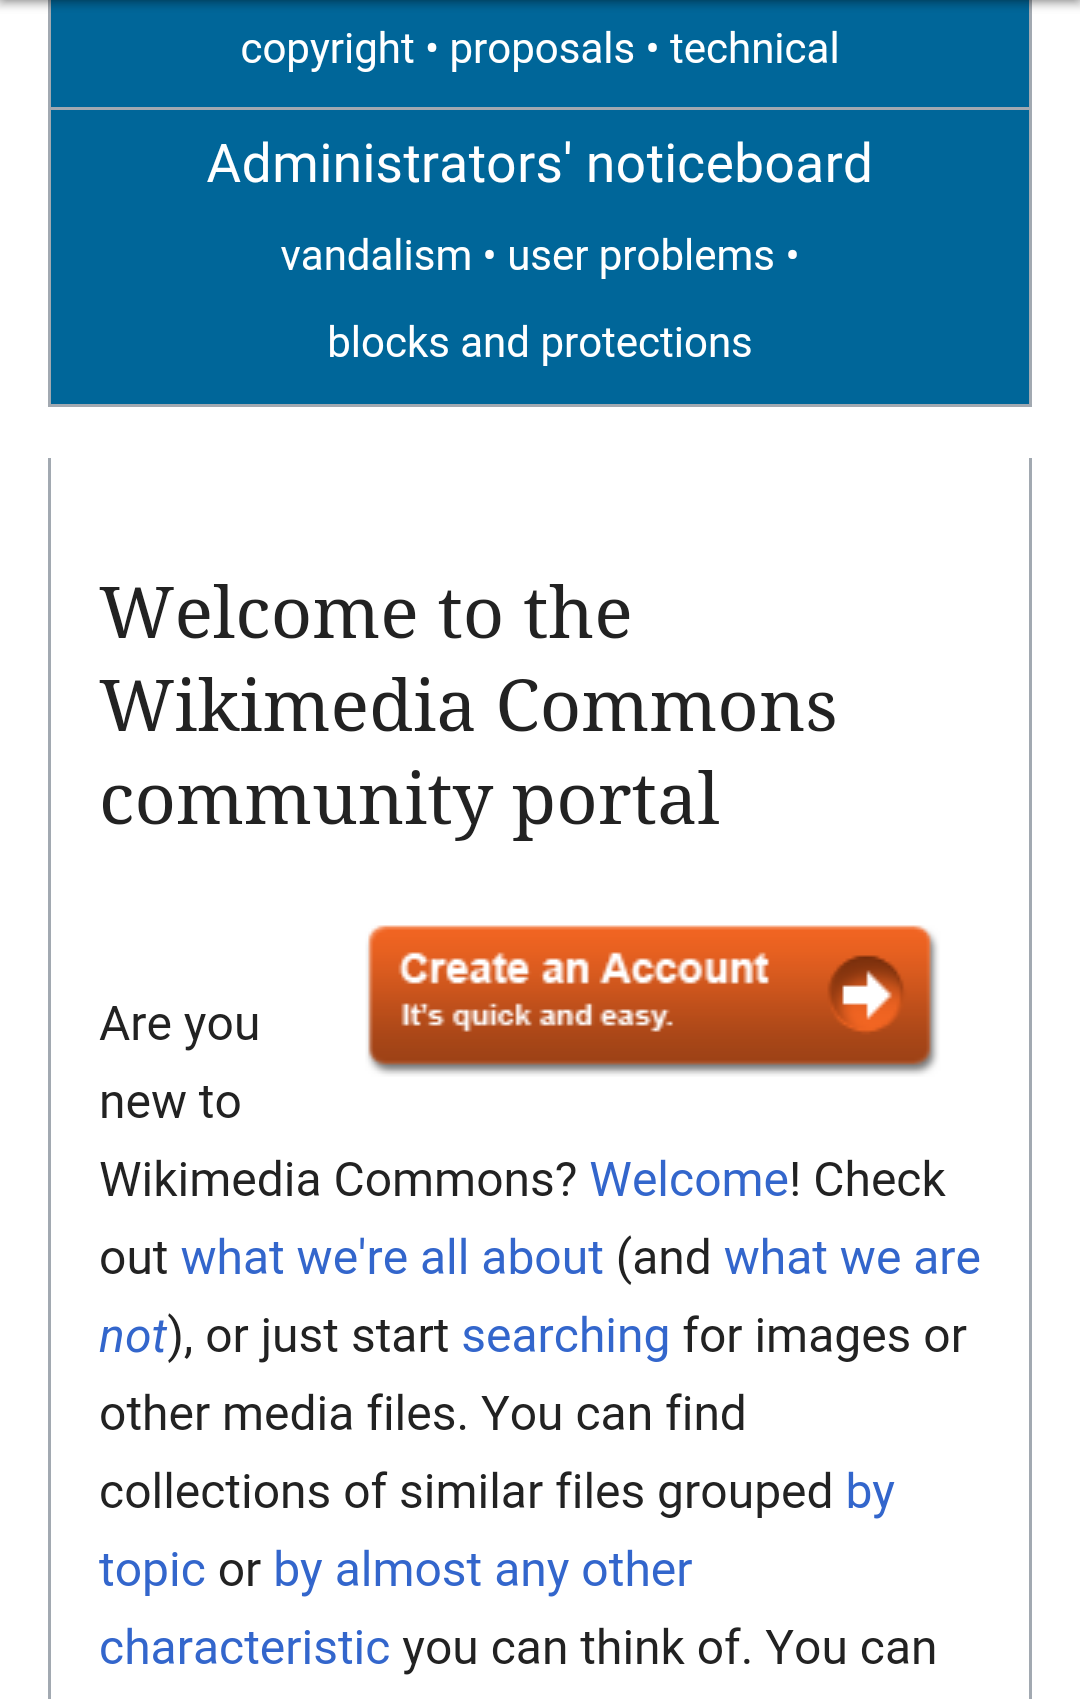 copyright • proposals • technical
Administrators' noticeboard
vandalism • user problems •
blocks and protections
Welcome to the
Wikimedia Commons
community portal
Create an Account
It's quick and easy.
Are you
new to
Wikimedia Commons? Welcome! Check
out what we're all about (and what we are
not), or just start searching for images or
other media files. You can find
collections of similar files grouped by
topic or by almost any other
characteristic you can think of. You can